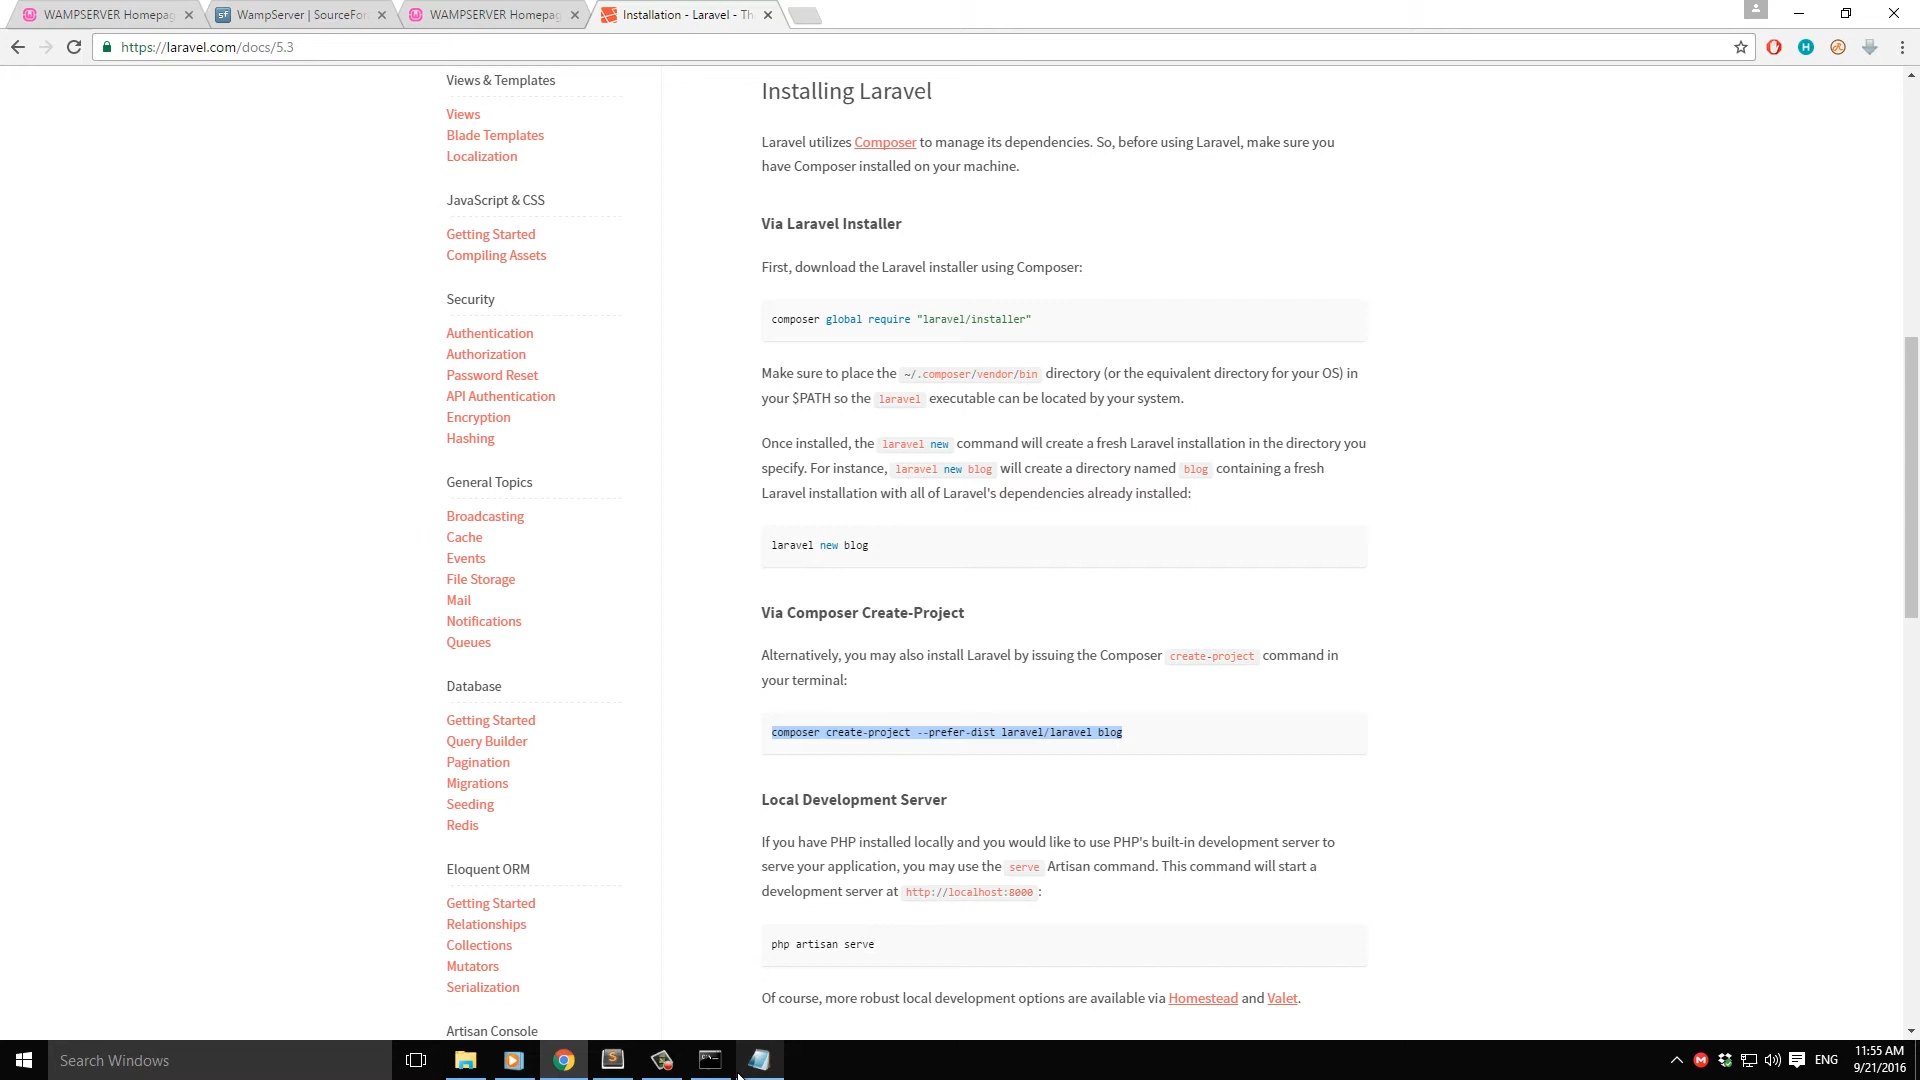 WAMPSERVER Homepag
WampServer | SourceFor
WAMPSERVER Homepag
Installation - Laravel - Th
https://laravel.com/docs/5.3
Views & Templates
Views
Blade Templates
Localization
JavaScript & CSS
Getting Started
Compiling Assets
Security
Authentication
Authorization
Password Reset
API Authentication
Encryption
Hashing
General Topics
Broadcasting
Cache
Events
File Storage
Mail
Notifications
Queues
Database
Getting Started
Query Builder
Pagination
Migrations
Seeding
Redis
Eloquent ORM
Getting Started
Relationships
Collections
Mutators
Serialization
Artisan Console
Installing Laravel
Laravel utilizes Composer to manage its dependencies. So, before using Laravel, make sure you
have Composer installed on your machine.
Via Laravel Installer
First, download the Laravel installer using Composer:
composer global require "laravel/installer"
Make sure to place the ~/.composer/vendor/bin directory (or the equivalent directory for your OS) in
your $PATH so the laravel executable can be located by your system.
Once installed, the laravel new command will create a fresh Laravel installation in the directory you
specify. For instance, laravel new blog will create a directory named blog containing a fresh
Laravel installation with all of Laravel's dependencies already installed:
laravel new blog
Via Composer Create-Project
Alternatively, you may also install Laravel by issuing the Composer create-project command in
your terminal:
composer create-project --prefer-dist laravel/laravel blog
Local Development Server
If you have PHP installed locally and you would like to use PHP's built-in development server to
serve your application, you may use the serve Artisan command. This command will start a
development server at http://localhost:8000 :
php artisan serve
Of course, more robust local development options are available via Homestead and Valet.
Search Windows
ENG
11:55 AM
9/21/2016